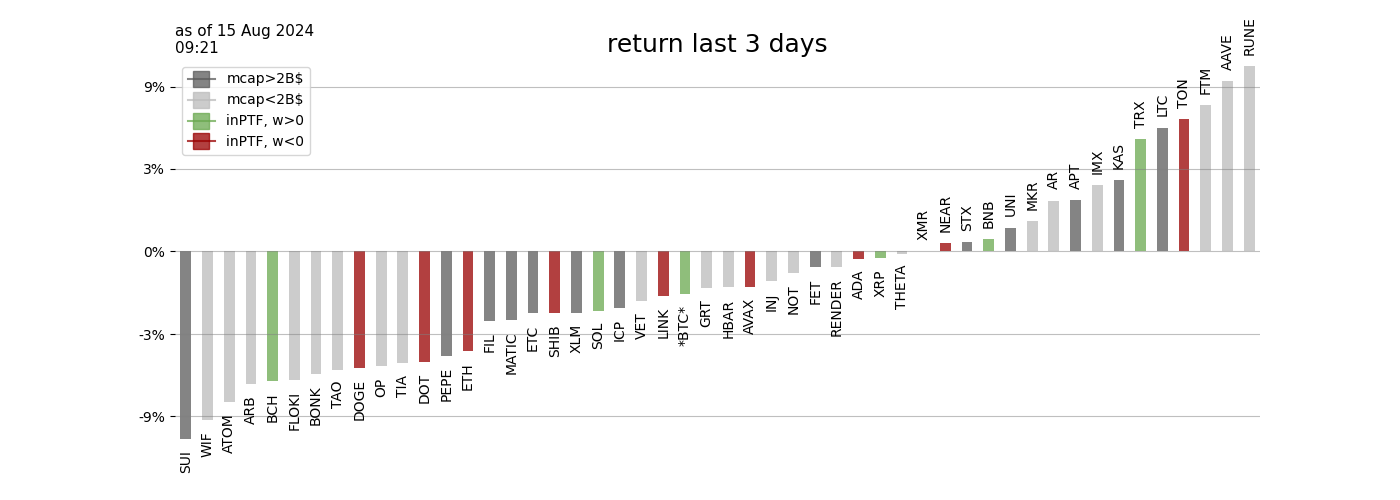 as of 15 Aug 2024
09:21
return last 3 days
mcap>2B$
mcap<2B$
inPTF, w>0
inPTF, w<0
9%
3%
0%
-3%
-9%
SUI
WIF
ATOM
ARB
BCH
FLOKI
BONK
TAO
DOGE
OP
TIA
DOT
PEPE
ETH
FIL
MATIC
ETC
SHIB
XLM
SOL
ICP
VET
LINK
*BTC*
GRT
HBAR
AVAX
INJ
NOT
FET
RENDER
ADA
XRP
THETA
XMR
NEAR
STX
BNB
UNI
MKR
AR
APT
IMX
KAS
TRX
LTC
TON
FTM
AAVE
RUNE